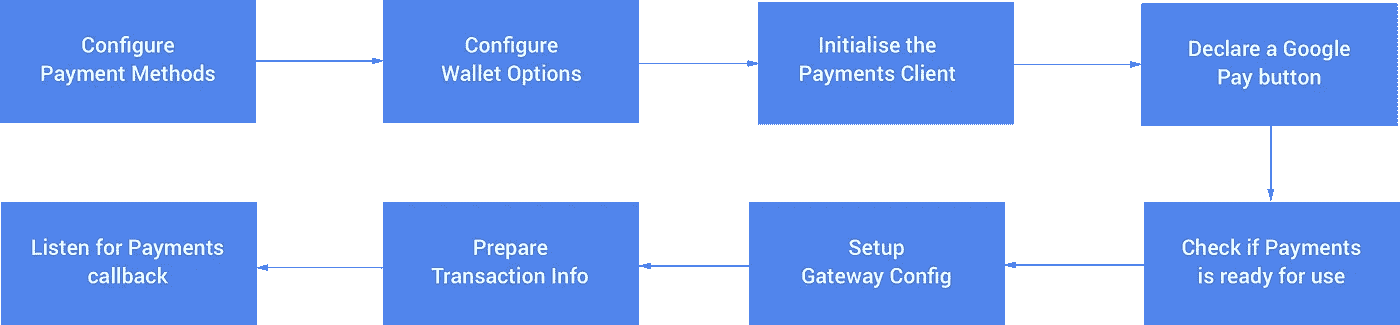 Configure
Payment Methods
Configure
Wallet Options
Initialise the
Payments Client
Declare a Google
Pay button
Check if Payments
is ready for use
Setup
Gateway Config
Prepare
Transaction Info
Listen for Payments
callback